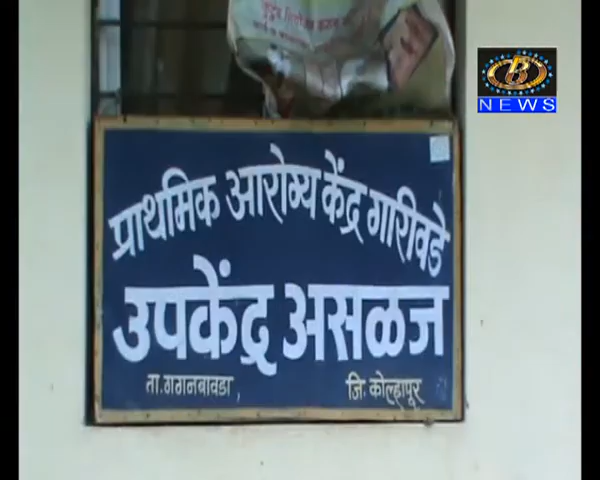 B
NEWS
प्राथमिक आरोग्य केंद्र गारीवडे
उपकेंद्र असळज
ता. गगनबावडा, जि. कोल्हापूर